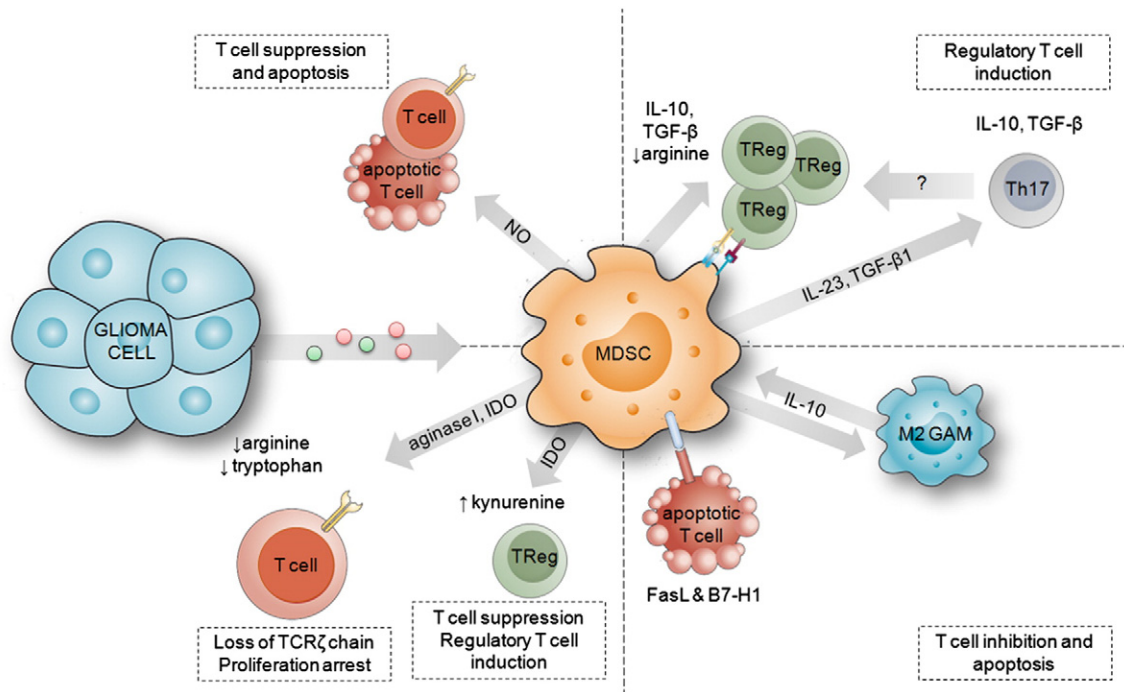 T cell suppression
and apoptosis
T cell
apoptotic
T cell
NO
Regulatory T cell
induction
IL-10,
TGF-β
↓arginine
TReg
TReg
TReg
IL-10, TGF-β
?
Th17
IL-23, TGF-β1
GLIOMA
CELL
MDSC
aginase I, IDO
↓arginine
↓tryptophan
T cell
Loss of TCRζ chain
Proliferation arrest
IDO
↑ kynurenine
TReg
T cell suppression
Regulatory T cell
induction
IL-10
M2 GAM
apoptotic
T cell
FasL & B7-H1
T cell inhibition and
apoptosis